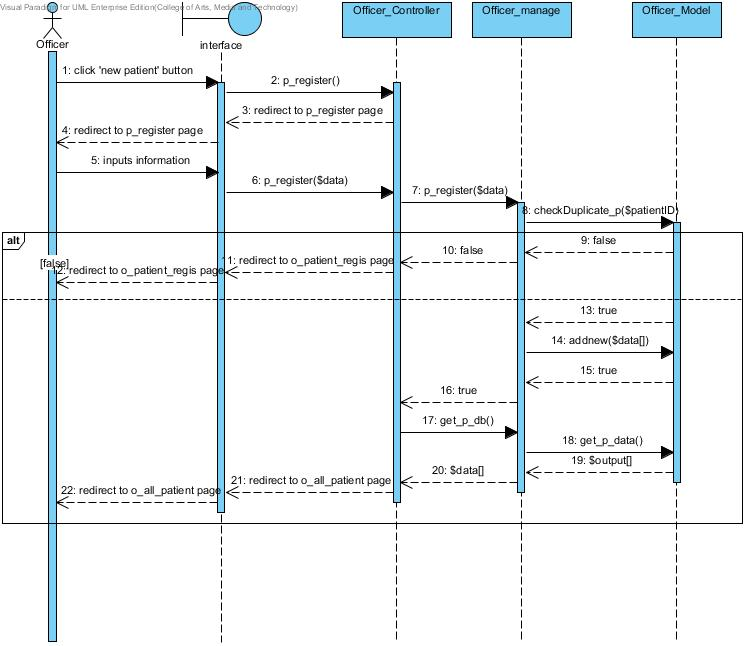 Visual Paradigm for UML Enterprise Edition(College of Arts, Media and Technology)
Officer
interface
Officer_Controller
Officer_manage
Officer_Model
1: click 'new patient' button
2: p_register()
3: redirect to p_register page
4: redirect to p_register page
5: inputs information
6: p_register($data)
7: p_register($data)
8: checkDuplicate_p($patientID)
alt
9: false
10: false
[false]
11: redirect to o_patient_regis page
12: redirect to o_patient_regis page
13: true
14: addnew($data[])
15: true
16: true
17: get_p_db()
18: get_p_data()
19: $output[]
20: $data[]
21: redirect to o_all_patient page
22: redirect to o_all_patient page